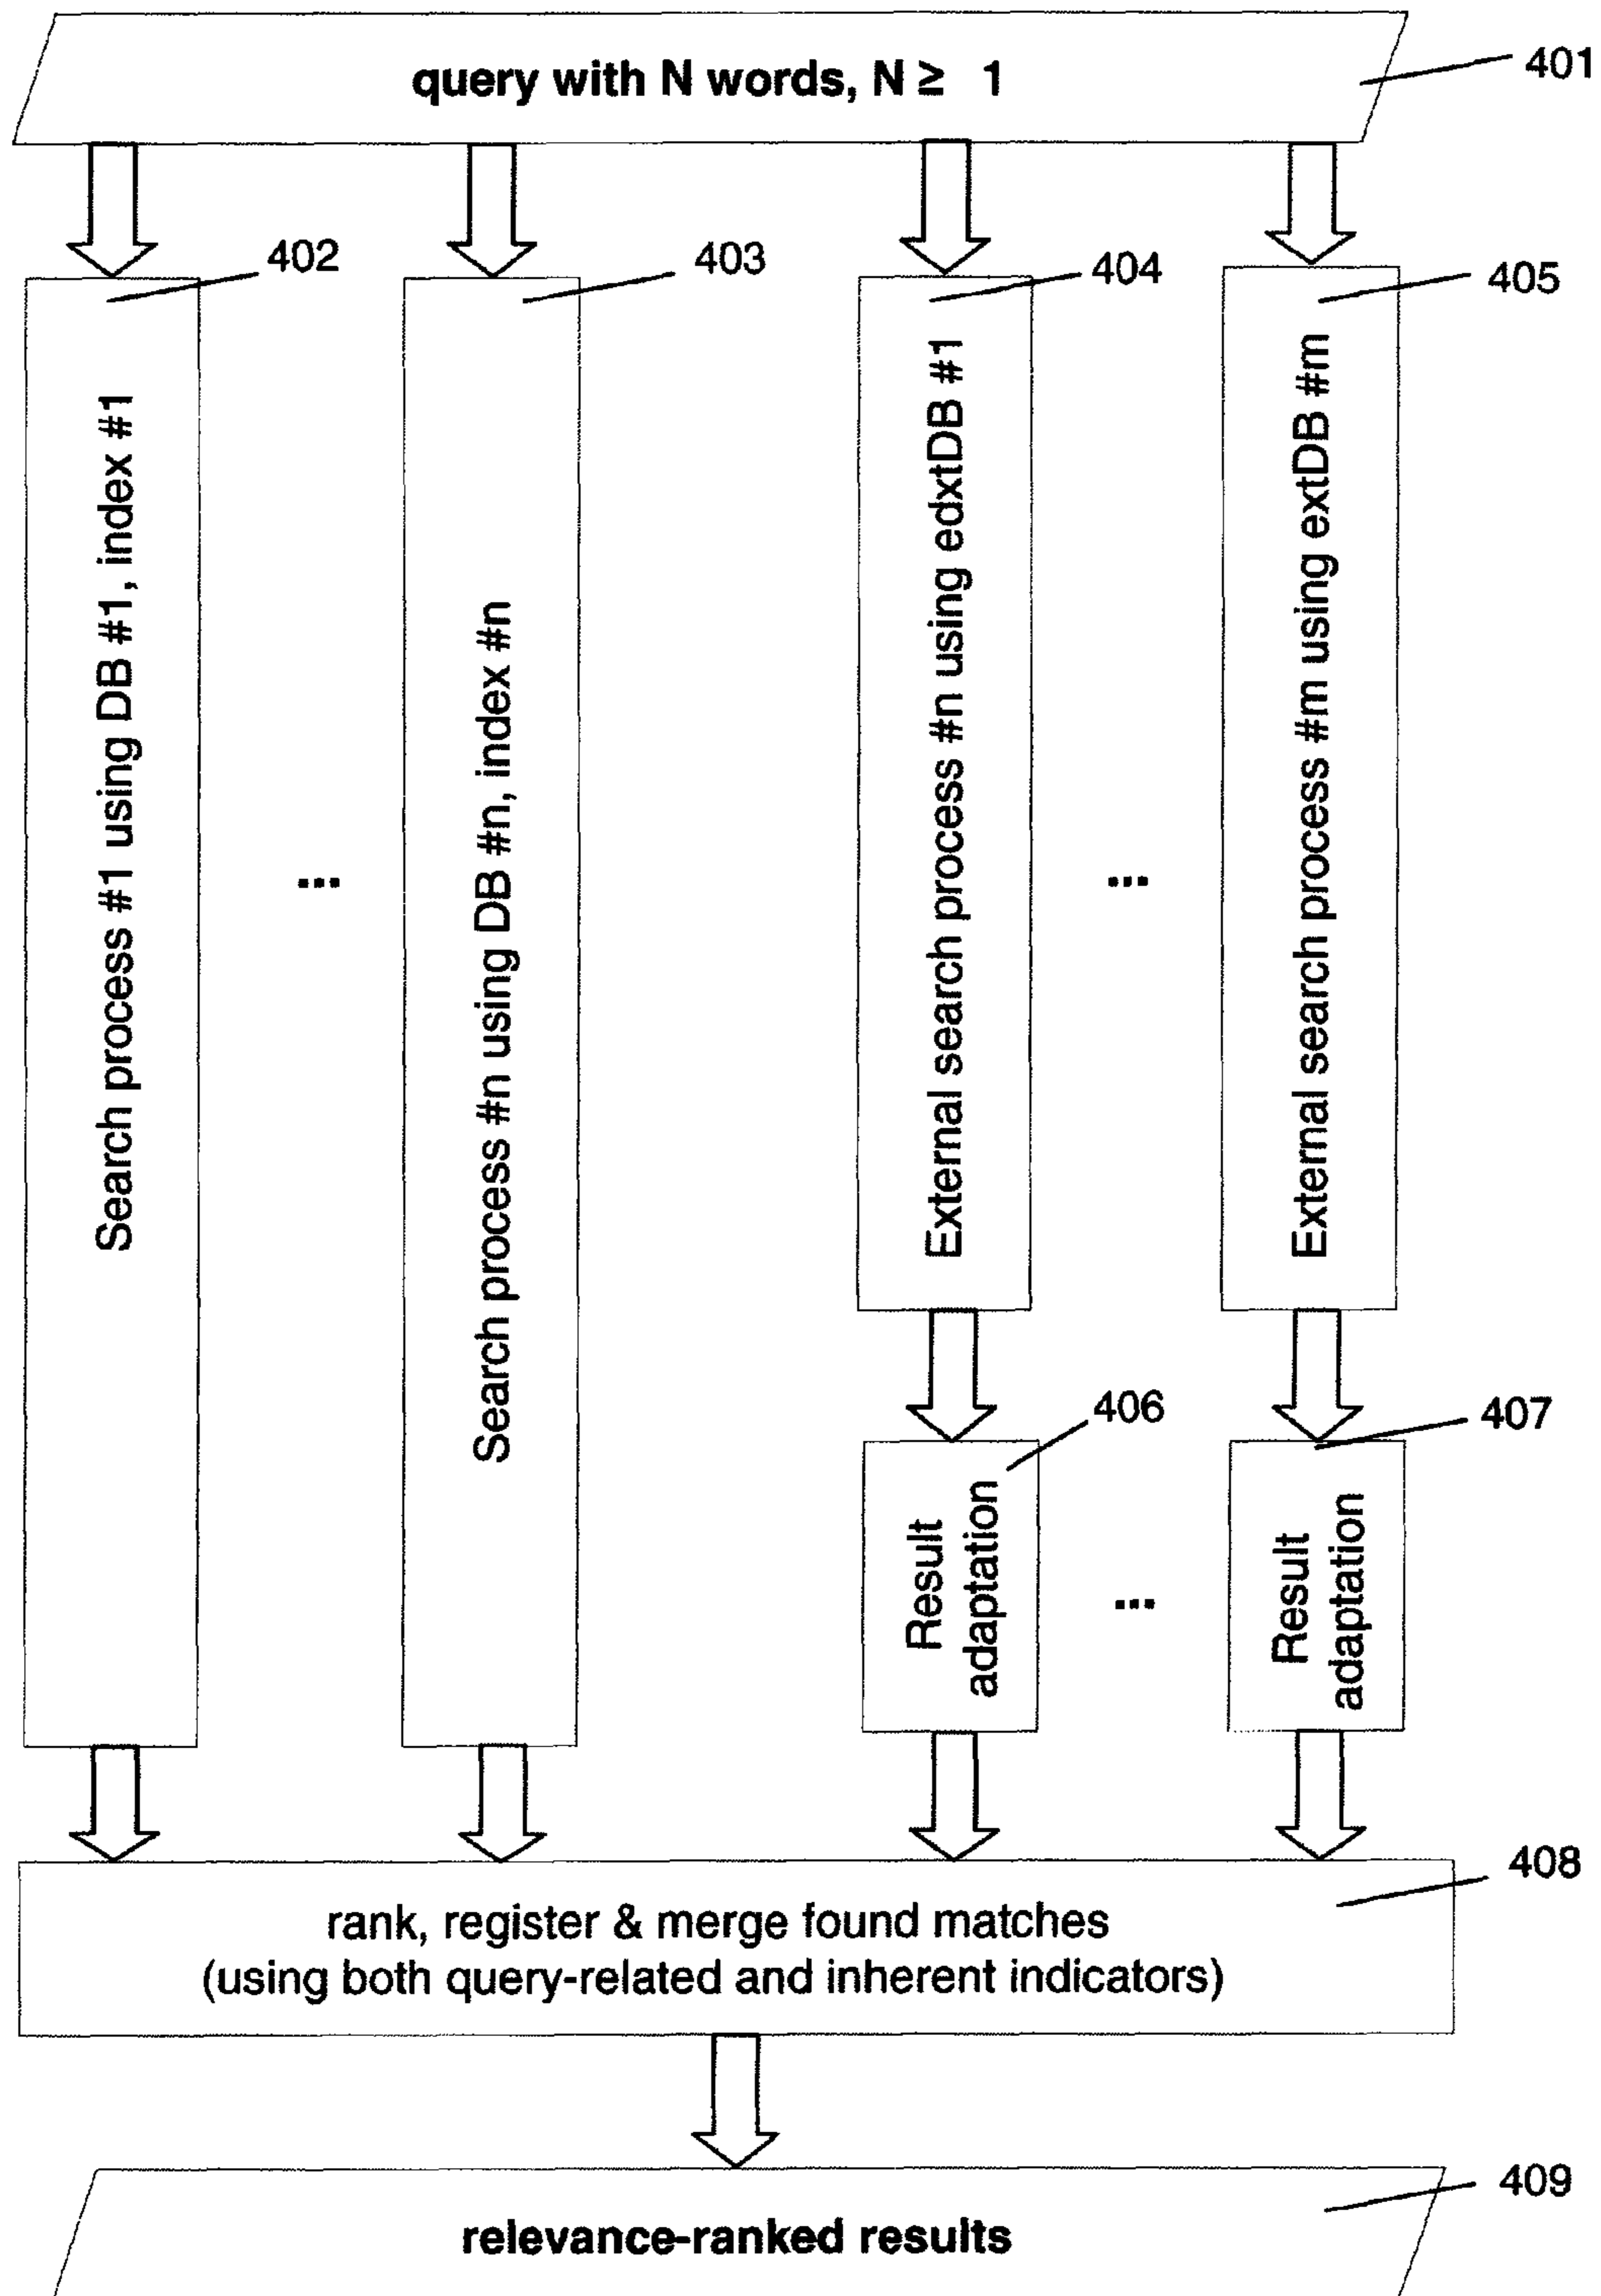 query with N words, N ≥ 1
401
402
403
404
405
Search process #1 using DB #1, index #1
...
Search process #n using DB #n, index #n
External search process #n using edxtDB #1
...
External search process #m using extDB #m
406
407
Result
adaptation
...
Result
adaptation
408
rank, register & merge found matches
(using both query-related and inherent indicators)
409
relevance-ranked results